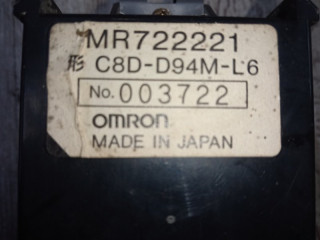 MR722221
形 C8D-D94M-L6
No. 003722
OMRON
MADE IN JAPAN